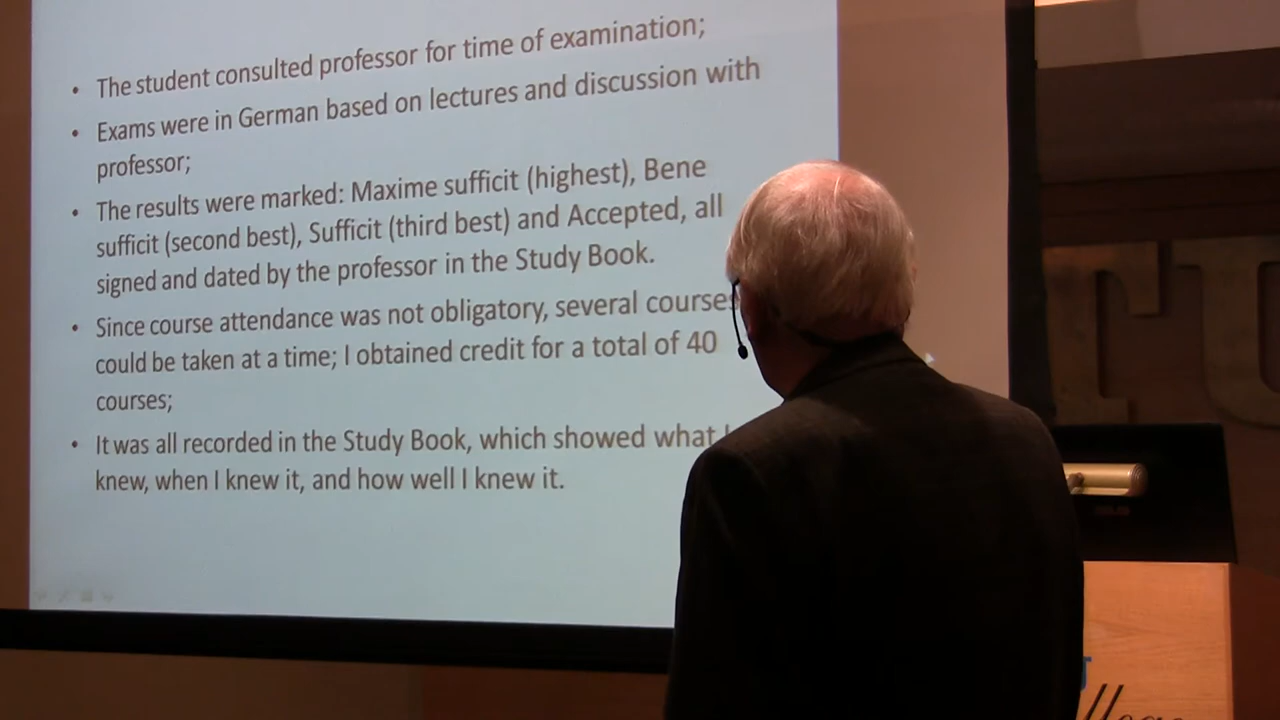 • The student consulted professor for time of examination;
• Exams were in German based on lectures and discussion with
professor;
• The results were marked: Maxime sufficit (highest), Bene
sufficit (second best), Sufficit (third best) and Accepted, all
signed and dated by the professor in the Study Book.
• Since course attendance was not obligatory, several courses
could be taken at a time; I obtained credit for a total of 40
courses;
• It was all recorded in the Study Book, which showed what I
knew, when I knew it, and how well I knew it.
TU
ASUS